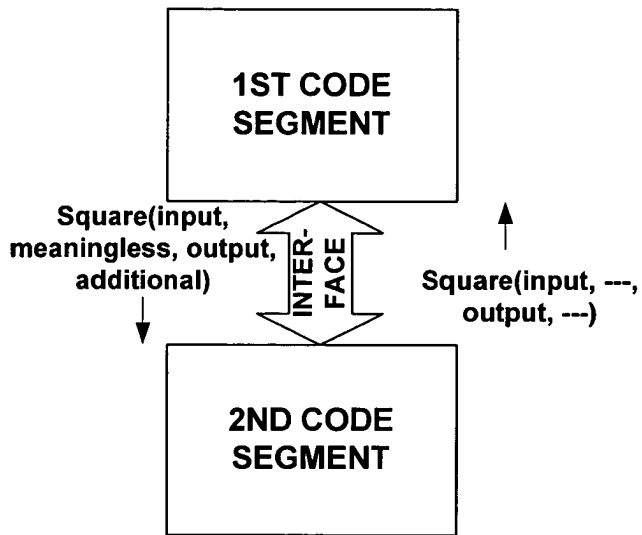 1ST CODE
SEGMENT
Square(input,
meaningless, output,
additional)
INTER-
FACE
Square(input, ---,
output, ---)
2ND CODE
SEGMENT